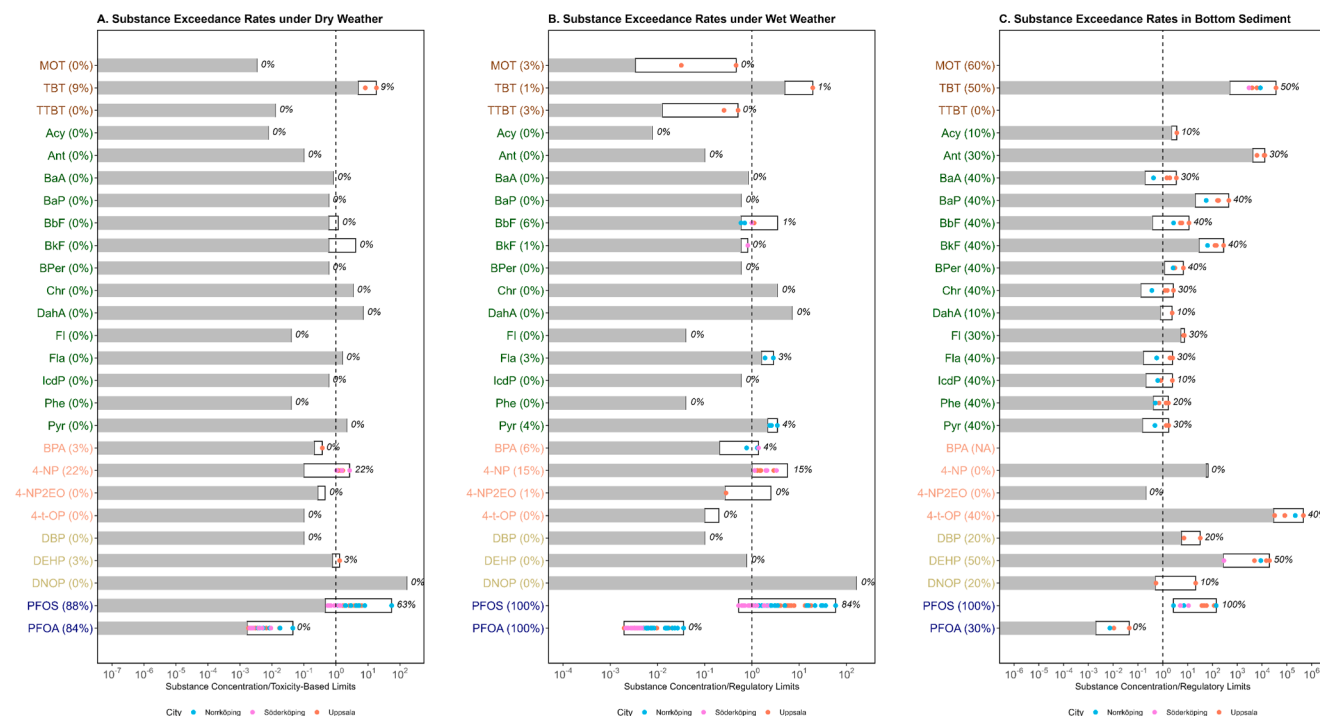 A. Substance Exceedance Rates under Dry Weather
MOT (0%)
TBT (9%) 9%
TTBT (0%) 0%
Acy (0%) 0%
Ant (0%) 0%
BaA (0%) 0%
BaP (0%) 0%
BbF (0%) 0%
BkF (0%) 0%
BPer (0%) 0%
Chr (0%) 0%
DahA (0%) 0%
Fl (0%) 0%
Fla (0%) 0%
IcdP (0%) 0%
Phe (0%) 0%
Pyr (0%) 0%
BPA (3%) 0%
4-NP (22%) 22%
4-NP2EO (0%) 0%
4-t-OP (0%) 0%
DBP (0%) 0%
DEHP (3%) 3%
DNOP (0%) 0%
PFOS (88%) 63%
PFOA (84%) 0%
10⁻⁷ 10⁻⁶ 10⁻⁵ 10⁻⁴ 10⁻³ 10⁻² 10⁻¹ 10⁰ 10¹ 10²
Substance Concentration/Toxicity-Based Limits
City Norrköping Söderköping Uppsala
B. Substance Exceedance Rates under Wet Weather
MOT (3%) 0%
TBT (1%) 1%
TTBT (3%) 0%
Acy (0%) 0%
Ant (0%) 0%
BaA (0%) 0%
BaP (0%) 0%
BbF (6%) 1%
BkF (1%) 0%
BPer (0%) 0%
Chr (0%) 0%
DahA (0%) 0%
Fl (0%) 0%
Fla (3%) 3%
IcdP (0%) 0%
Phe (0%) 0%
Pyr (4%) 4%
BPA (6%) 4%
4-NP (15%) 15%
4-NP2EO (1%) 0%
4-t-OP (0%) 0%
DBP (0%) 0%
DEHP (0%) 0%
DNOP (0%) 0%
PFOS (100%) 84%
PFOA (100%) 0%
10⁻⁴ 10⁻³ 10⁻² 10⁻¹ 10⁰ 10¹ 10²
Substance Concentration/Regulatory Limits
City Norrköping Söderköping Uppsala
C. Substance Exceedance Rates in Bottom Sediment
MOT (60%)
TBT (50%) 50%
TTBT (0%)
Acy (10%) 10%
Ant (30%) 30%
BaA (40%) 30%
BaP (40%) 40%
BbF (40%) 40%
BkF (40%) 40%
BPer (40%) 40%
Chr (40%) 30%
DahA (10%) 10%
Fl (30%) 30%
Fla (40%) 30%
IcdP (40%) 10%
Phe (40%) 20%
Pyr (40%) 30%
BPA (NA)
4-NP (0%) 0%
4-NP2EO (0%) 0%
4-t-OP (40%) 40%
DBP (20%) 20%
DEHP (50%) 50%
DNOP (20%) 10%
PFOS (100%) 100%
PFOA (30%) 0%
10⁻⁶ 10⁻⁵ 10⁻⁴ 10⁻³ 10⁻² 10⁻¹ 10⁰ 10¹ 10² 10³ 10⁴ 10⁵ 10⁶
Substance Concentration/Regulatory Limits
City Norrköping Söderköping Uppsala